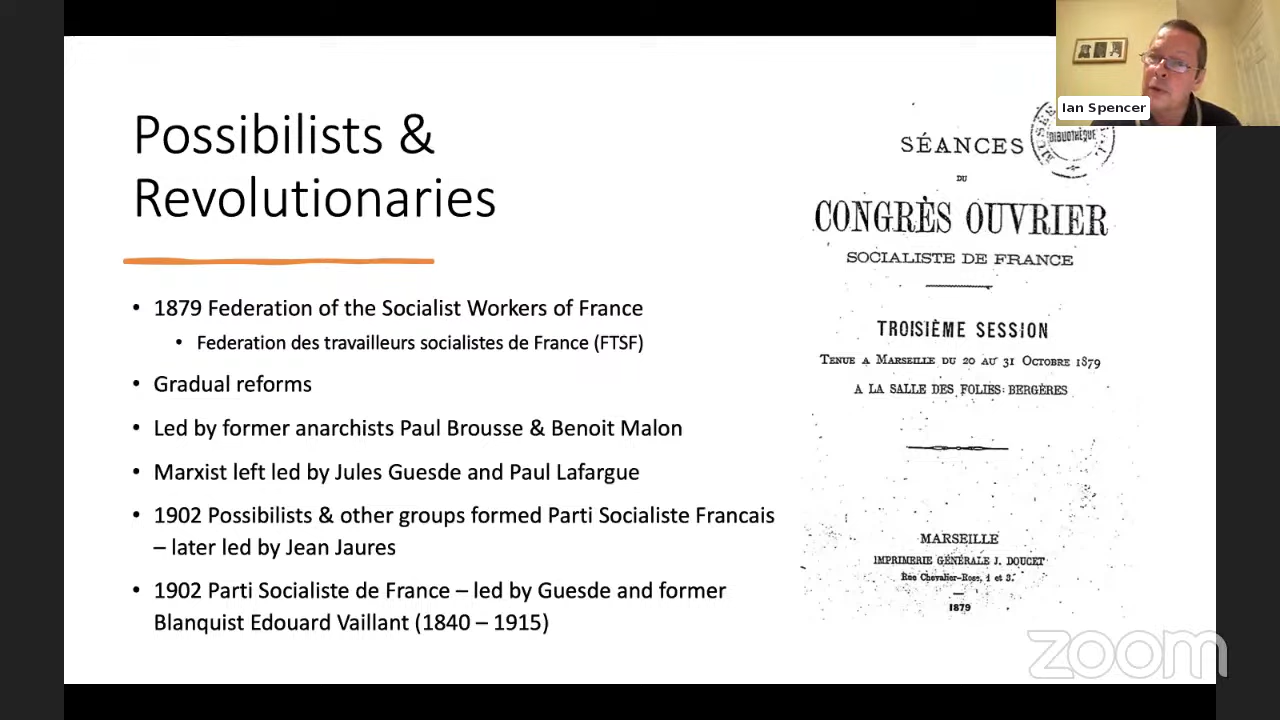 Possibilists &
Revolutionaries
• 1879 Federation of the Socialist Workers of France
• Federation des travailleurs socialistes de France (FTSF)
• Gradual reforms
• Led by former anarchists Paul Brousse & Benoit Malon
• Marxist left led by Jules Guesde and Paul Lafargue
• 1902 Possibilists & other groups formed Parti Socialiste Francais
– later led by Jean Jaures
• 1902 Parti Socialiste de France – led by Guesde and former
Blanquist Edouard Vaillant (1840 – 1915)
Ian Spencer
BIBLIOTHÈQUE
SÉANCES
DU
CONGRÈS OUVRIER
SOCIALISTE DE FRANCE
TROISIÈME SESSION
TENUE A MARSEILLE DU 20 AU 31 OCTOBRE 1879
A LA SALLE DES FOLIES-BERGÈRES
MARSEILLE
IMPRIMERIE GÉNÉRALE J. DOUCET
Rue Chevalier-Rose, 1 et 3.
1879
zoom